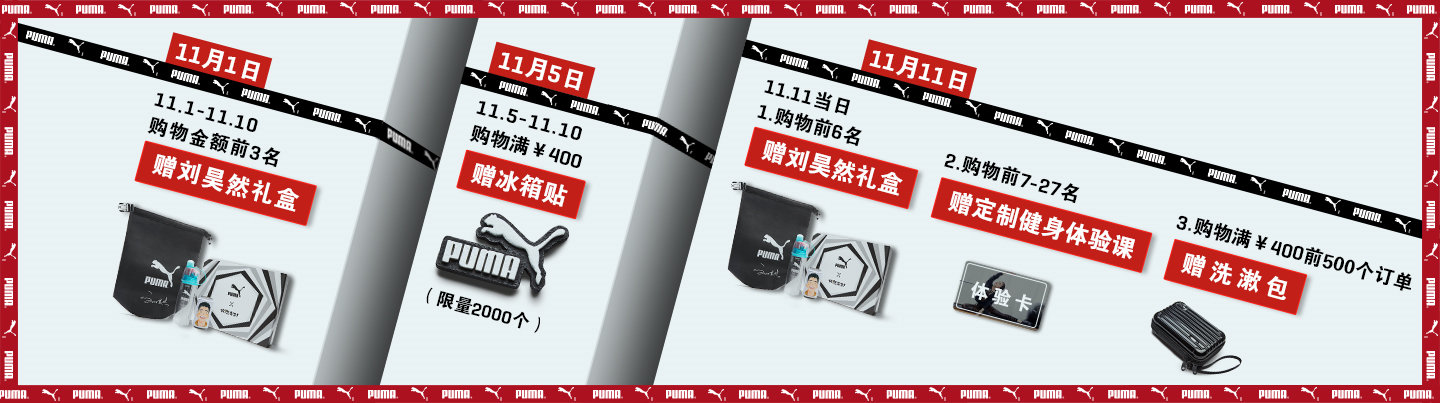 11月1日
11.1-11.10
购物金额前3名
赠刘昊然礼盒
PUMA
11月5日
11.5-11.10
购物满￥400
赠冰箱贴
PUMA
(限量2000个)
11月11日
11.11当日
1.购物前6名
赠刘昊然礼盒
PUMA
2.购物前7-27名
赠定制健身体验课
体验卡
3.购物满￥400前500个订单
赠洗漱包